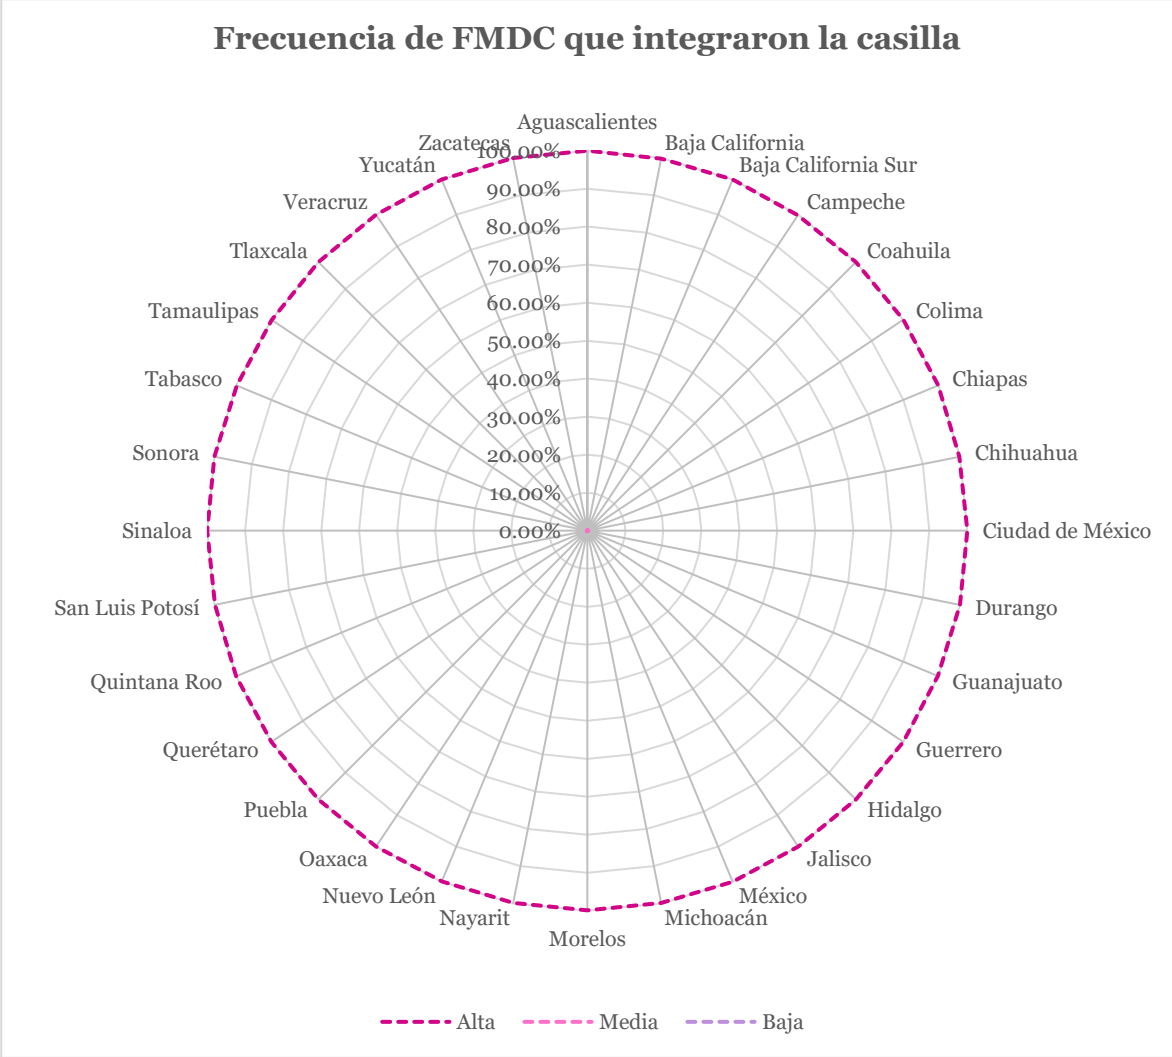 Frecuencia de FMDC que integraron la casilla
Aguascalientes
Baja California
Baja California Sur
Campeche
Coahuila
Colima
Chiapas
Chihuahua
Ciudad de México
Durango
Guanajuato
Guerrero
Hidalgo
Jalisco
México
Michoacán
Morelos
Nayarit
Nuevo León
Oaxaca
Puebla
Querétaro
Quintana Roo
San Luis Potosí
Sinaloa
Sonora
Tabasco
Tamaulipas
Tlaxcala
Veracruz
Yucatán
Zacatecas
100.00%
90.00%
80.00%
70.00%
60.00%
50.00%
40.00%
30.00%
20.00%
10.00%
0.00%
Alta Media Baja